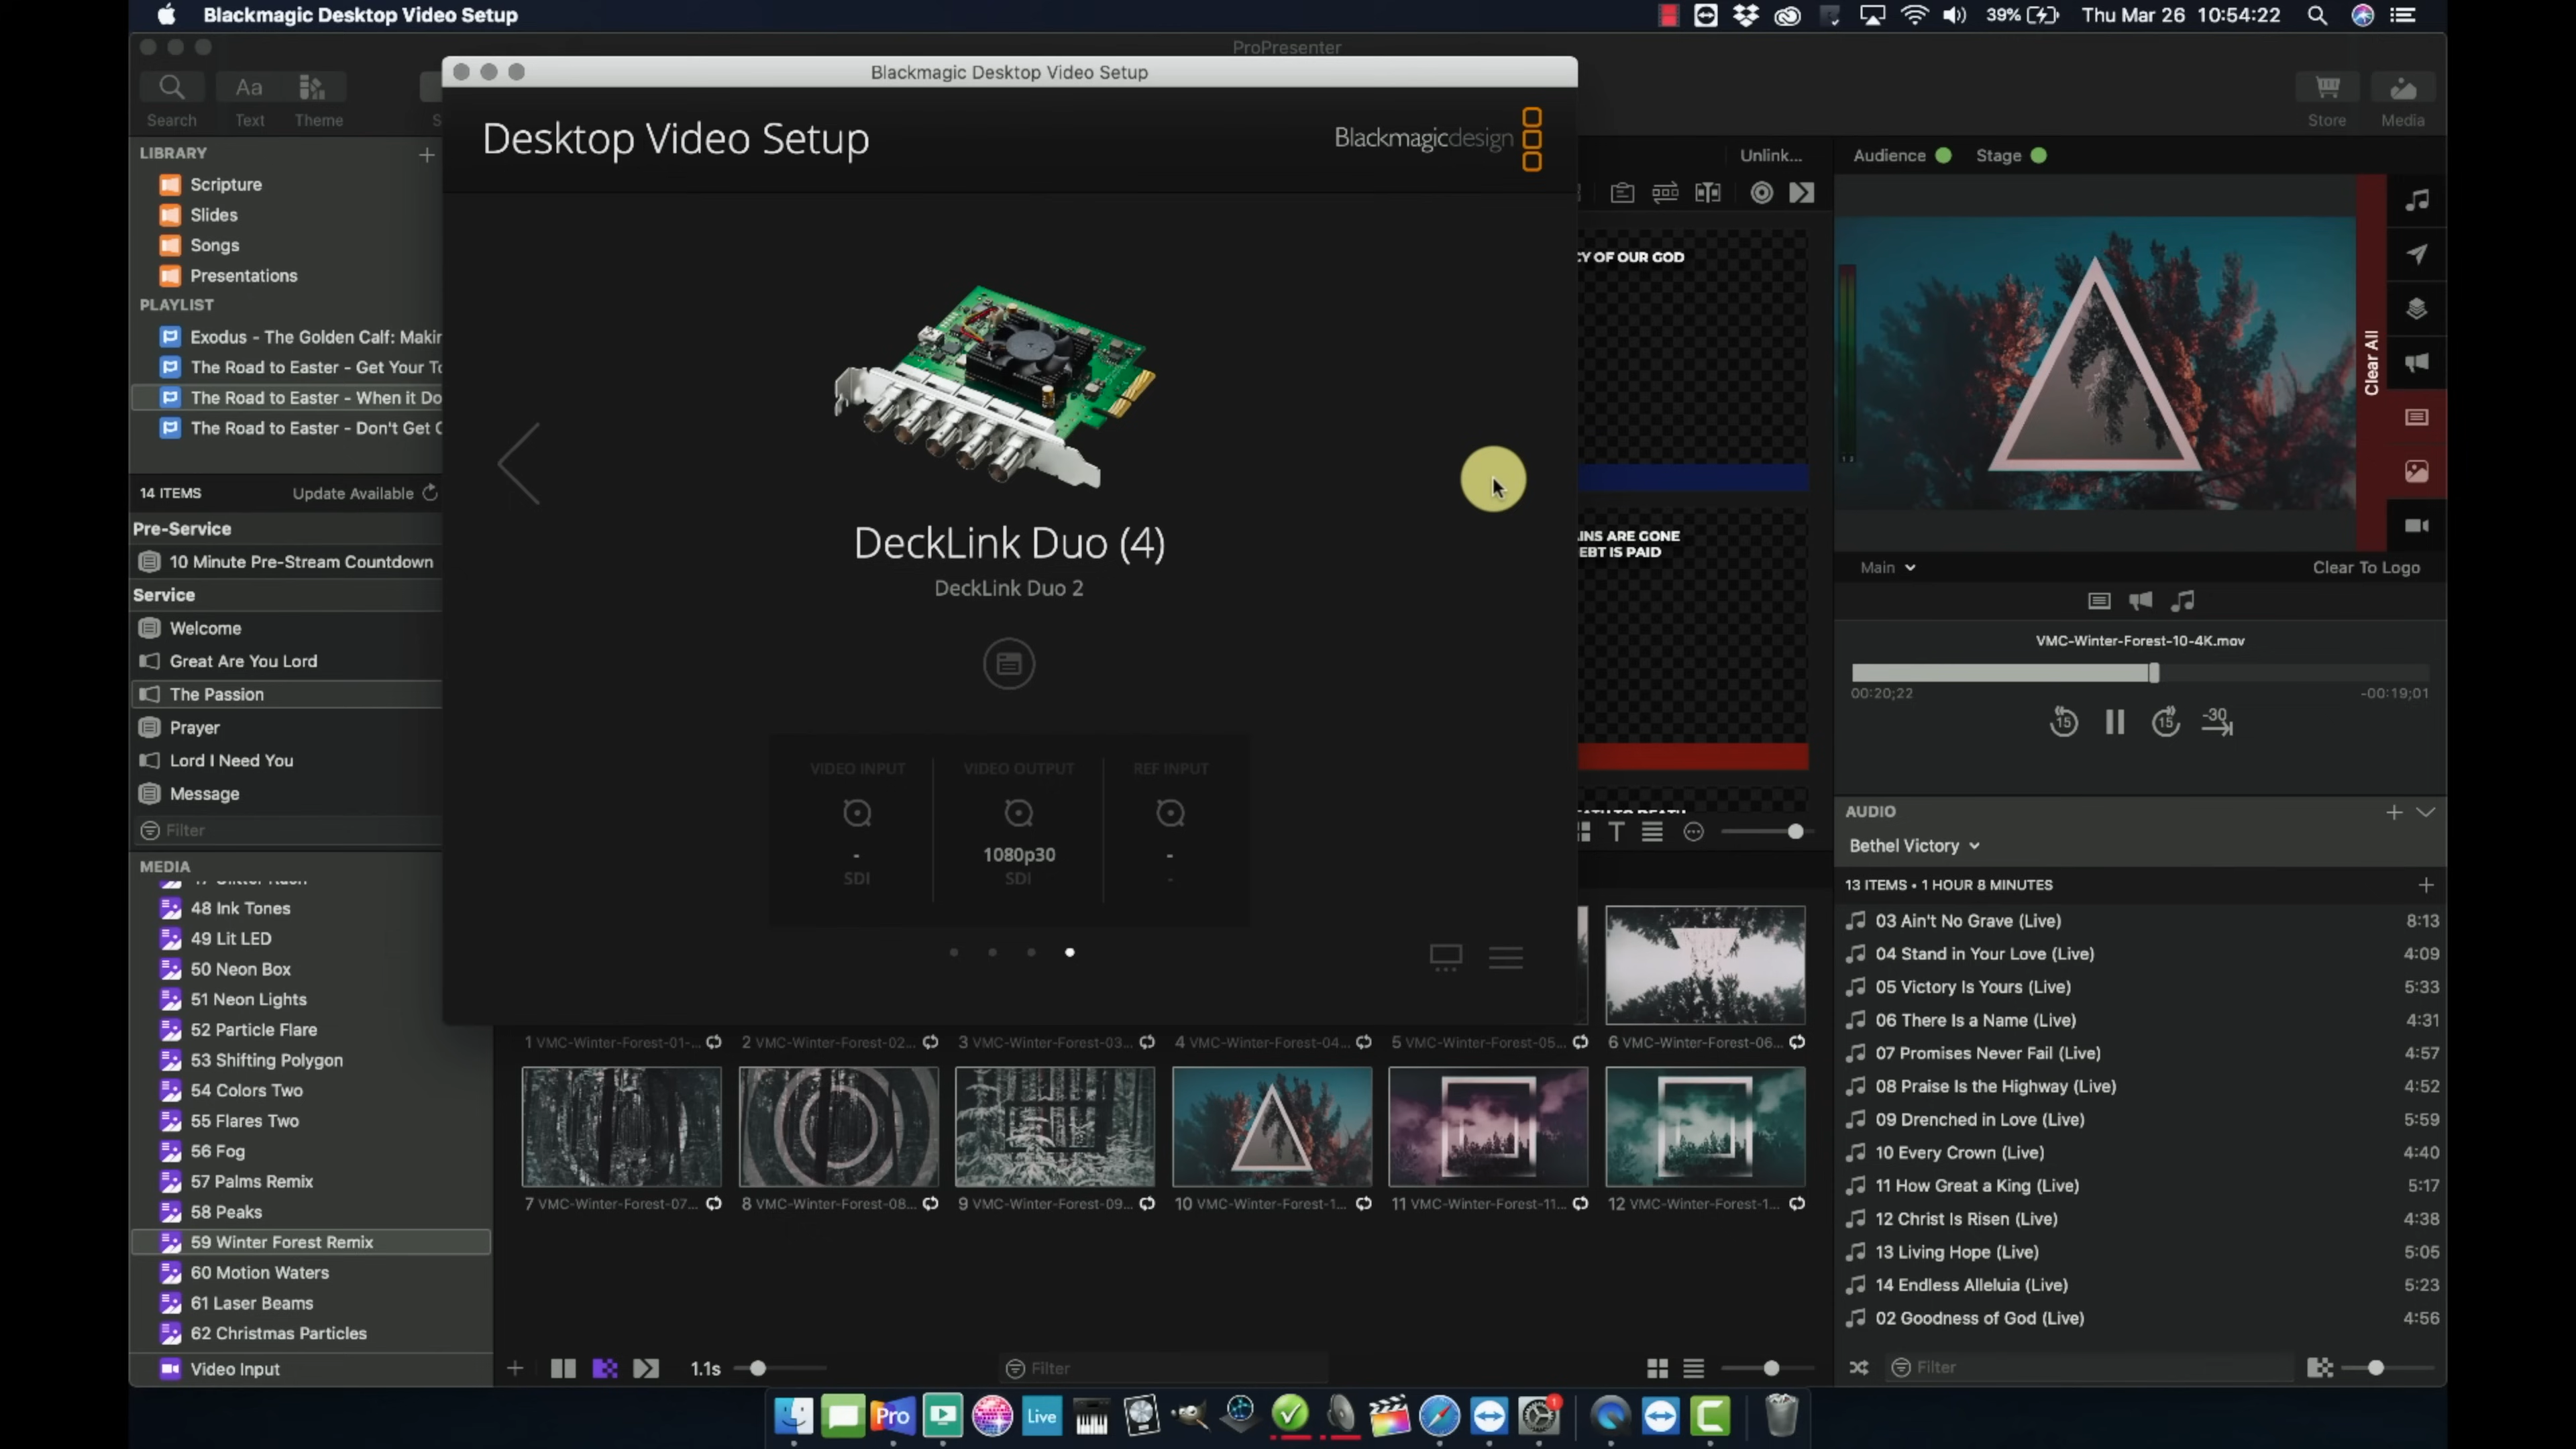 Blackmagic Desktop Video Setup
39%
Thu Mar 26 10:54:22
ProPresenter
Search
Aa
Text
Theme
Store
Media
Blackmagic Desktop Video Setup
Desktop Video Setup
Blackmagicdesign
DeckLink Duo (4)
DeckLink Duo 2
VIDEO INPUT
-
SDI
VIDEO OUTPUT
1080p30
SDI
REF INPUT
-
-
LIBRARY
Scripture
Slides
Songs
Presentations
PLAYLIST
Exodus - The Golden Calf: Makin
The Road to Easter - Get Your To
The Road to Easter - When it Do
The Road to Easter - Don't Get C
14 ITEMS
Update Available
Pre-Service
10 Minute Pre-Stream Countdown
Service
Welcome
Great Are You Lord
The Passion
Prayer
Lord I Need You
Message
Filter
MEDIA
48 Ink Tones
49 Lit LED
50 Neon Box
51 Neon Lights
52 Particle Flare
53 Shifting Polygon
54 Colors Two
55 Flares Two
56 Fog
57 Palms Remix
58 Peaks
59 Winter Forest Remix
60 Motion Waters
61 Laser Beams
62 Christmas Particles
Video Input
Unlink...
CY OF OUR GOD
EBT IS PAID
1 VMC-Winter-Forest-01-...
2 VMC-Winter-Forest-02...
3 VMC-Winter-Forest-03...
4 VMC-Winter-Forest-04...
5 VMC-Winter-Forest-05...
6 VMC-Winter-Forest-06...
7 VMC-Winter-Forest-07...
8 VMC-Winter-Forest-08...
9 VMC-Winter-Forest-09...
10 VMC-Winter-Forest-1...
11 VMC-Winter-Forest-11...
12 VMC-Winter-Forest-1...
1.1s
Filter
Audience
Stage
Clear All
Main
Clear To Logo
VMC-Winter-Forest-10-4K.mov
00:20;22
-00:19;01
15
15
-30
AUDIO
Bethel Victory
13 ITEMS • 1 HOUR 8 MINUTES
03 Ain't No Grave (Live) 8:13
04 Stand in Your Love (Live) 4:09
05 Victory Is Yours (Live) 5:33
06 There Is a Name (Live) 4:31
07 Promises Never Fail (Live) 4:57
08 Praise Is the Highway (Live) 4:52
09 Drenched in Love (Live) 5:59
10 Every Crown (Live) 4:40
11 How Great a King (Live) 5:17
12 Christ Is Risen (Live) 4:38
13 Living Hope (Live) 5:05
14 Endless Alleluia (Live) 5:23
02 Goodness of God (Live) 4:56
Filter
Pro
Live
1